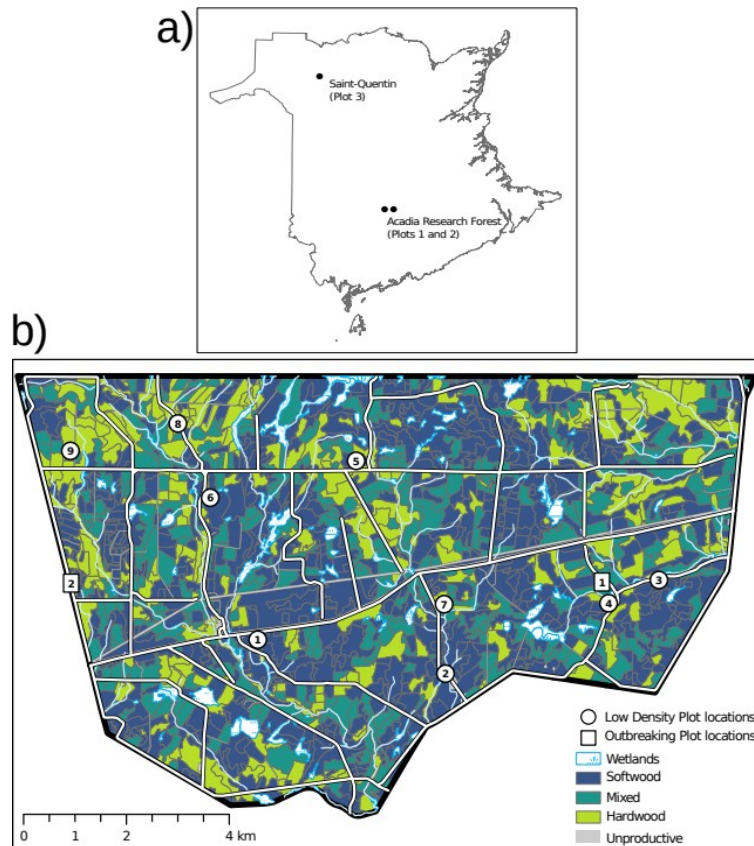 a)
Saint-Quentin
(Plot 3)
Acadia Research Forest
(Plots 1 and 2)
b)
8
9
5
6
2
1
3
7
4
1
2
Low Density Plot locations
Outbreaking Plot locations
Wetlands
Softwood
Mixed
Hardwood
Unproductive
0 1 2 4 km